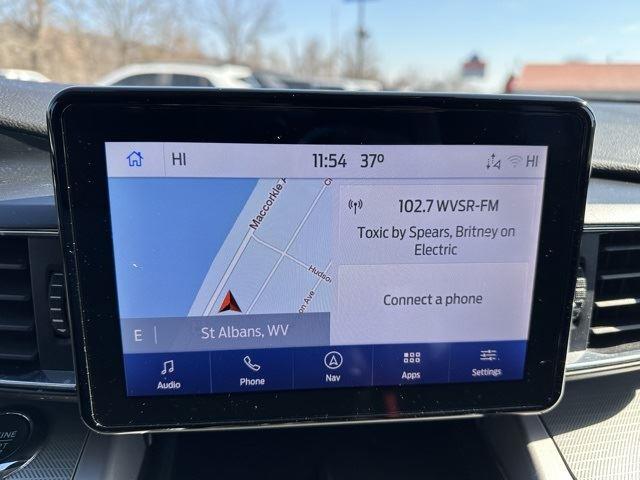 HI 11:54 37° HI
Maccorkle A
C
Hudso
on Ave
102.7 WVSR-FM
Toxic by Spears, Britney on
Electric
Connect a phone
E | St Albans, WV
Audio Phone Nav Apps Settings